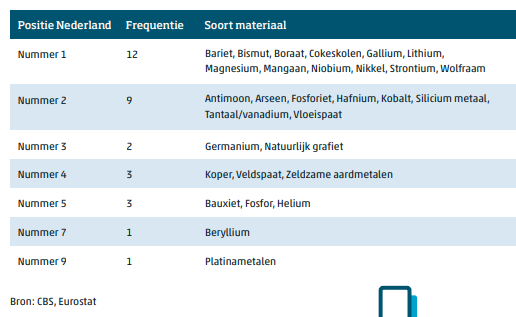 Positie Nederland Frequentie Soort materiaal
Nummer 1 12 Bariet, Bismut, Boraat, Cokeskolen, Gallium, Lithium,
Magnesium, Mangaan, Niobium, Nikkel, Strontium, Wolfraam
Nummer 2 9 Antimoon, Arseen, Fosforiet, Hafnium, Kobalt, Silicium metaal,
Tantaal/vanadium, Vloeispaat
Nummer 3 2 Germanium, Natuurlijk grafiet
Nummer 4 3 Koper, Veldspaat, Zeldzame aardmetalen
Nummer 5 3 Bauxiet, Fosfor, Helium
Nummer 7 1 Beryllium
Nummer 9 1 Platinametalen
Bron: CBS, Eurostat